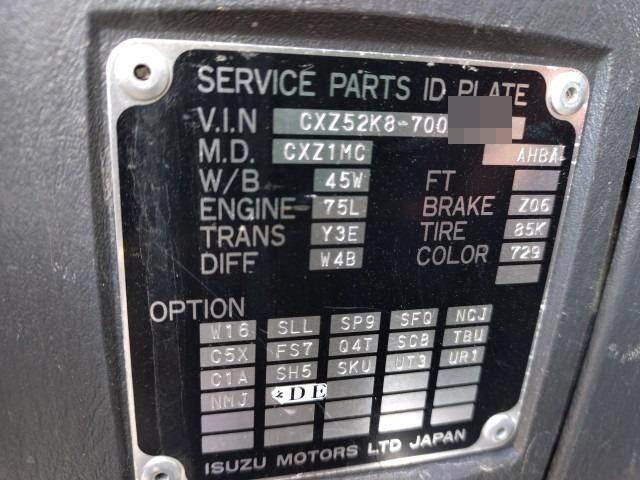 SERVICE PARTS ID PLATE
V.I.N CXZ52K8-700
M.D. CXZ1MC AHBA
W/B 45W FT
ENGINE 75L BRAKE Z06
TRANS Y3E TIRE 85K
DIFF W4B COLOR 729
OPTION
W16 SLL SP9 SFQ NCJ
C5X FS7 Q4T SC8 TBU
C1A SH5 SKU UT3 UR1
NMJ DE
ISUZU MOTORS LTD JAPAN